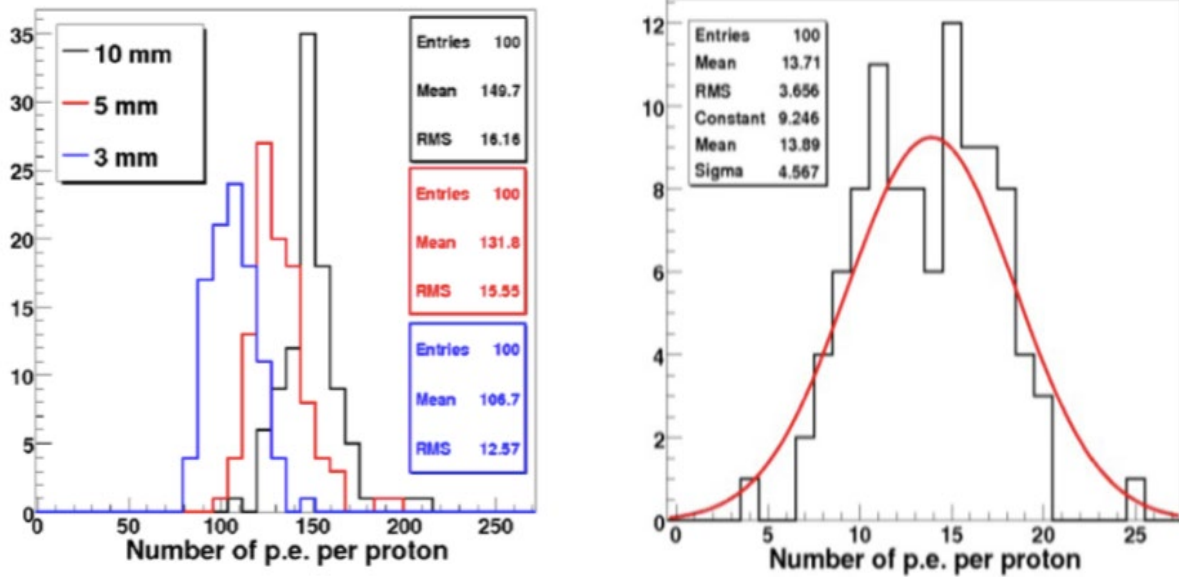 35
30
25
20
15
10
5
0
10 mm
5 mm
3 mm
Entries 100
Mean 149.7
RMS 16.16
Entries 100
Mean 131.8
RMS 15.55
Entries 100
Mean 106.7
RMS 12.57
0 50 100 150 200 250
Number of p.e. per proton
12
10
8
6
4
2
0
Entries 100
Mean 13.71
RMS 3.656
Constant 9.246
Mean 13.89
Sigma 4.567
0 5 10 15 20 25
Number of p.e. per proton